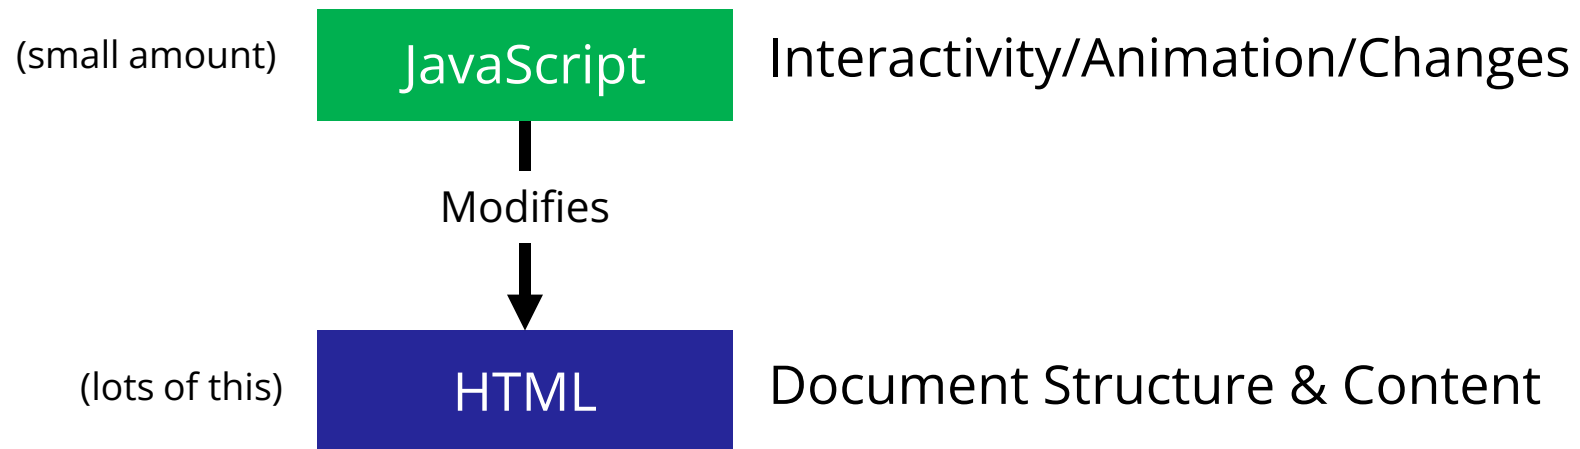 (small amount)
JavaScript
Interactivity/Animation/Changes
Modifies
(lots of this)
HTML
Document Structure & Content